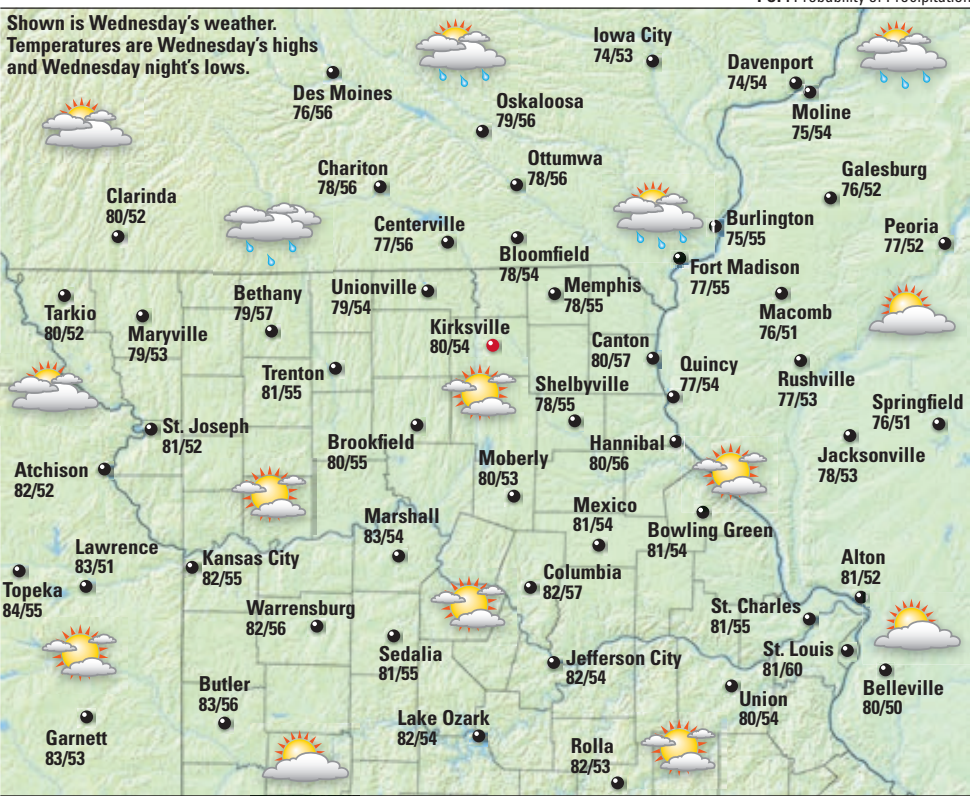 Shown is Wednesday's weather.
Temperatures are Wednesday's highs
and Wednesday night's lows.
Iowa City
74/53
Davenport
74/54
Des Moines
76/56
Moline
75/54
Oskaloosa
79/56
Ottumwa
78/56
Chariton
78/56
Galesburg
76/52
Clarinda
80/52
Centerville
77/56
Burlington
75/55
Peoria
77/52
Bloomfield
78/54
Fort Madison
77/55
Tarkio
80/52
Maryville
79/53
Bethany
79/57
Unionville
79/54
Memphis
78/55
Macomb
76/51
Kirksville
80/54
Canton
80/57
Quincy
77/54
Trenton
81/55
Shelbyville
78/55
Rushville
77/53
Springfield
76/51
St. Joseph
81/52
Brookfield
80/55
Hannibal
80/56
Jacksonville
78/53
Atchison
82/52
Moberly
80/53
Mexico
81/54
Marshall
83/54
Bowling Green
81/54
Lawrence
83/51
Kansas City
82/55
Alton
81/52
Topeka
84/55
Columbia
82/57
Warrensburg
82/56
St. Charles
81/55
Sedalia
81/55
Jefferson City
82/54
St. Louis
81/60
Butler
83/56
Union
80/54
Belleville
80/50
Garnett
83/53
Lake Ozark
82/54
Rolla
82/53